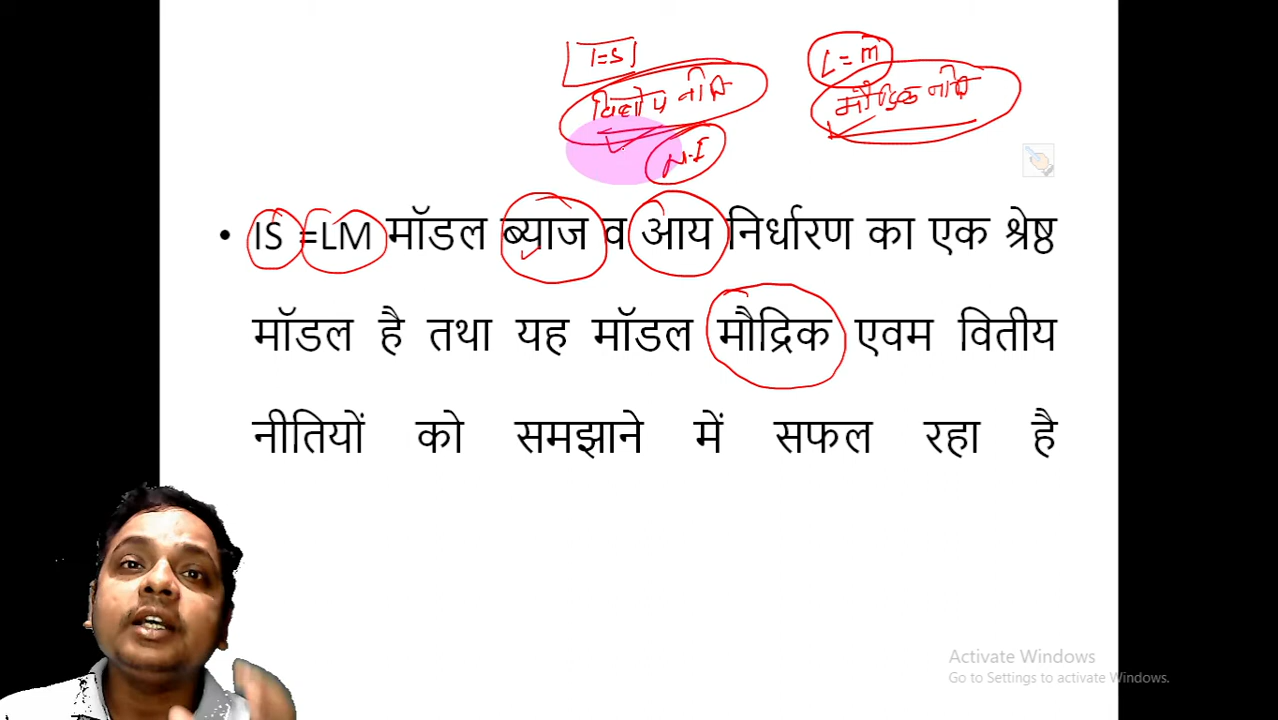 I=S
L=M
वित्तीय नीति
मौद्रिक नीति
N.I
• IS =LM मॉडल ब्याज व आय निर्धारण का एक श्रेष्ठ
मॉडल है तथा यह मॉडल मौद्रिक एवम वितीय
नीतियों को समझाने में सफल रहा है
Activate Windows
Go to Settings to activate Windows.